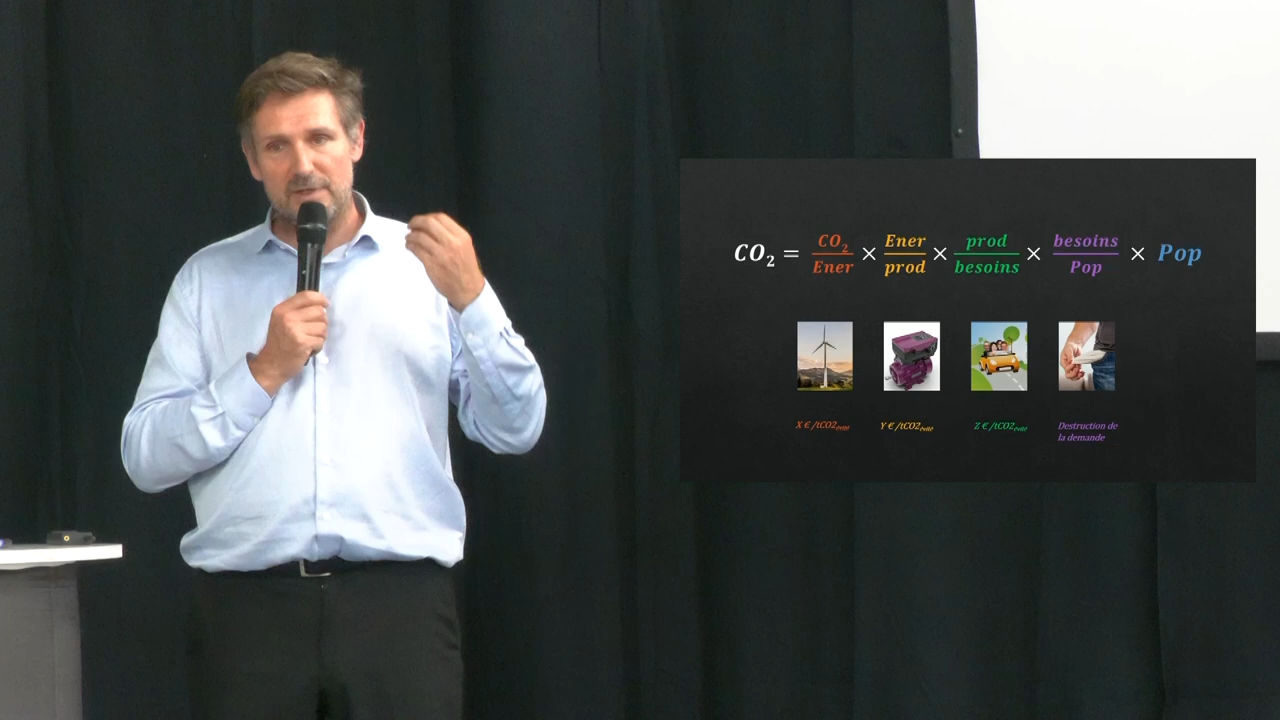 CO₂ = CO₂/Ener × Ener/prod × prod/besoins × besoins/Pop × Pop
X €/tCO2évité Y €/tCO2évité Z €/tCO2évité Destruction de
la demande